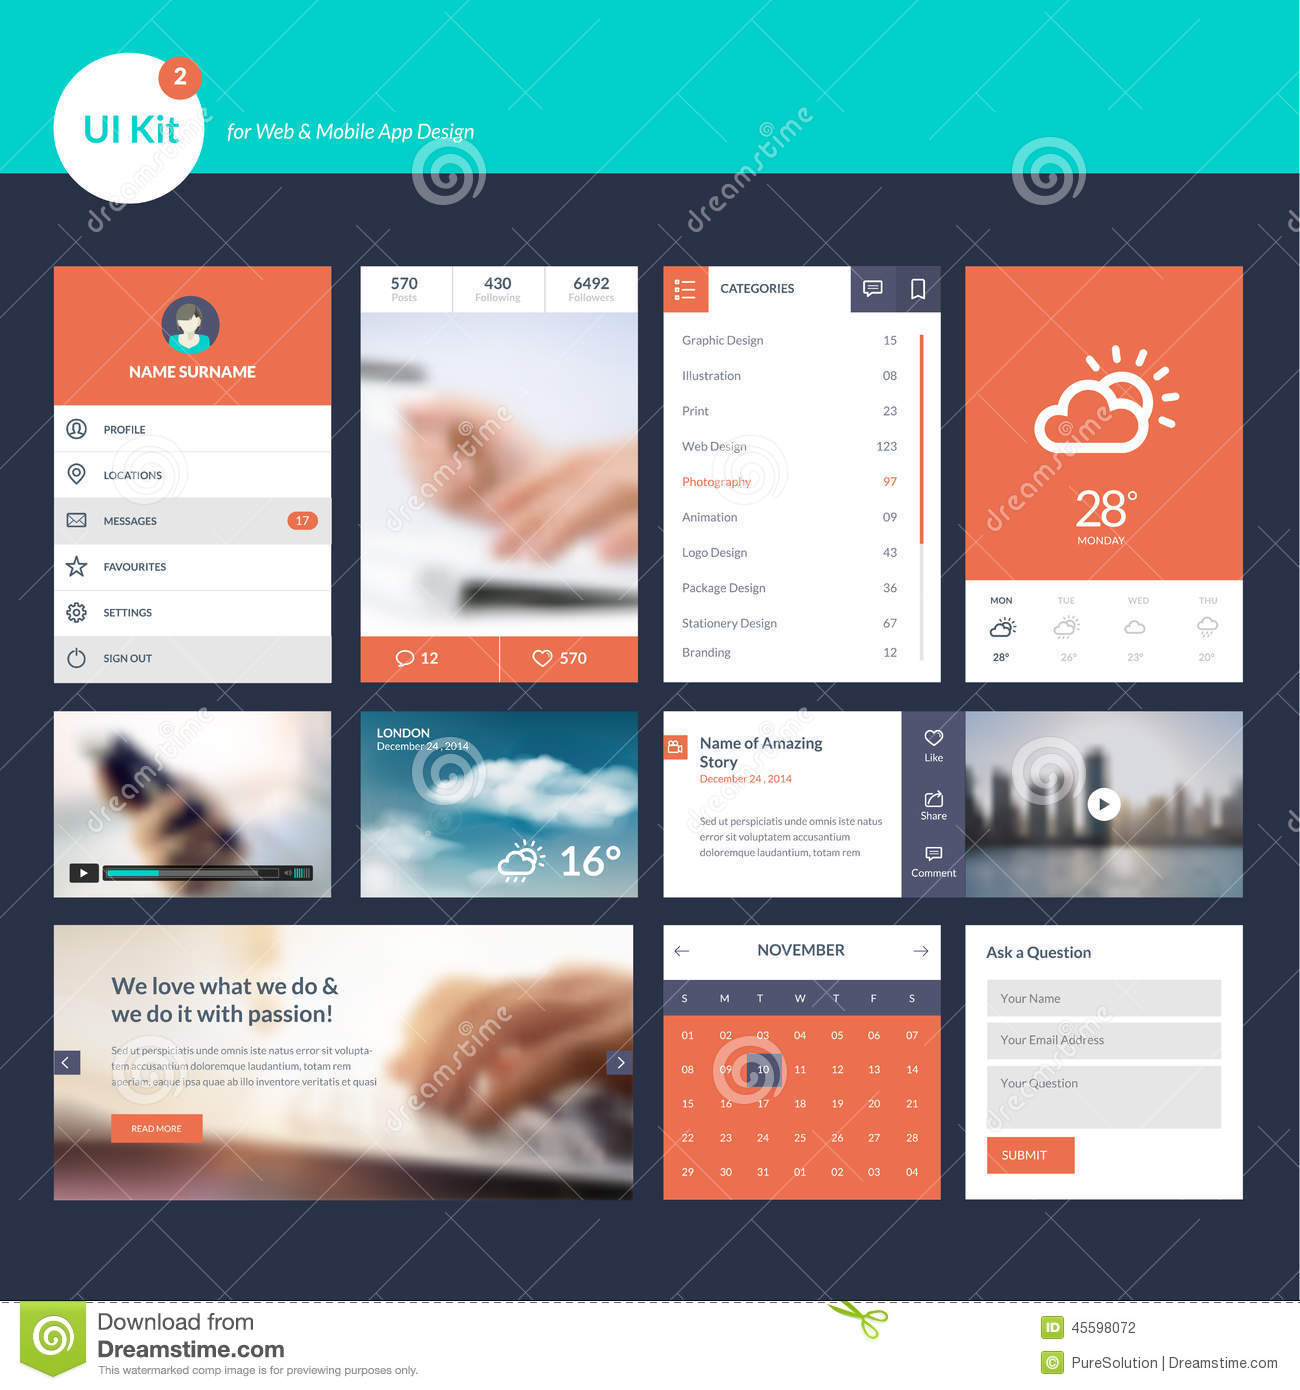 2
UI Kit
for Web & Mobile App Design
NAME SURNAME
PROFILE
LOCATIONS
MESSAGES 17
FAVOURITES
SETTINGS
SIGN OUT
570 430 6492
Posts Following Followers
12 570
CATEGORIES
Graphic Design 15
Illustration 08
Print 23
Web Design 123
Photography 97
Animation 09
Logo Design 43
Package Design 36
Stationery Design 67
Branding 12
28°
MONDAY
MON TUE WED THU
28° 26° 23° 20°
LONDON
December 24 , 2014
16°
Name of Amazing
Story
December 24 , 2014
Sed ut perspiciatis unde omnis iste natus
error sit voluptatem accusantium
doloremque laudantium, totam rem
Like
Share
Comment
We love what we do &
we do it with passion!
Sed ut perspiciatis unde omnis iste natus error sit volupta-
tem accusantium doloremque laudantium, totam rem
aperiam, eaque ipsa quae ab illo inventore veritatis et quasi
READ MORE
NOVEMBER
S M T W T F S
01 02 03 04 05 06 07
08 09 10 11 12 13 14
15 16 17 18 19 20 21
22 23 24 25 26 27 28
29 30 31 01 02 03 04
Ask a Question
Your Name
Your Email Address
Your Question
SUBMIT
dreamstime
dreamstime
dreamstime
dreamstime
dreamstime
dreamstime
dreamstime
Download from
Dreamstime.com
This watermarked comp image is for previewing purposes only.
ID 45598072
© PureSolution | Dreamstime.com